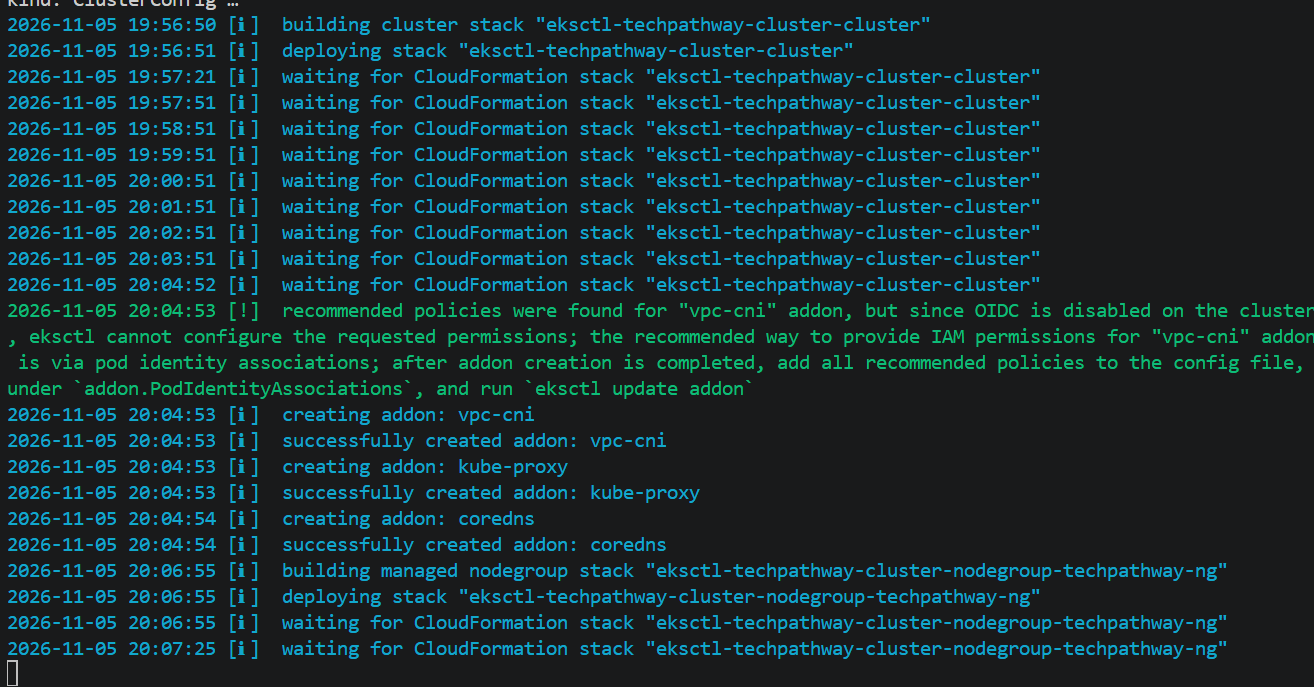 kind: ClusterConfig …
2026-11-05 19:56:50 [ℹ]  building cluster stack "eksctl-techpathway-cluster-cluster"
2026-11-05 19:56:51 [ℹ]  deploying stack "eksctl-techpathway-cluster-cluster"
2026-11-05 19:57:21 [ℹ]  waiting for CloudFormation stack "eksctl-techpathway-cluster-cluster"
2026-11-05 19:57:51 [ℹ]  waiting for CloudFormation stack "eksctl-techpathway-cluster-cluster"
2026-11-05 19:58:51 [ℹ]  waiting for CloudFormation stack "eksctl-techpathway-cluster-cluster"
2026-11-05 19:59:51 [ℹ]  waiting for CloudFormation stack "eksctl-techpathway-cluster-cluster"
2026-11-05 20:00:51 [ℹ]  waiting for CloudFormation stack "eksctl-techpathway-cluster-cluster"
2026-11-05 20:01:51 [ℹ]  waiting for CloudFormation stack "eksctl-techpathway-cluster-cluster"
2026-11-05 20:02:51 [ℹ]  waiting for CloudFormation stack "eksctl-techpathway-cluster-cluster"
2026-11-05 20:03:51 [ℹ]  waiting for CloudFormation stack "eksctl-techpathway-cluster-cluster"
2026-11-05 20:04:52 [ℹ]  waiting for CloudFormation stack "eksctl-techpathway-cluster-cluster"
2026-11-05 20:04:53 [!]  recommended policies were found for "vpc-cni" addon, but since OIDC is disabled on the cluster
, eksctl cannot configure the requested permissions; the recommended way to provide IAM permissions for "vpc-cni" addon
 is via pod identity associations; after addon creation is completed, add all recommended policies to the config file,
under `addon.PodIdentityAssociations`, and run `eksctl update addon`
2026-11-05 20:04:53 [ℹ]  creating addon: vpc-cni
2026-11-05 20:04:53 [ℹ]  successfully created addon: vpc-cni
2026-11-05 20:04:53 [ℹ]  creating addon: kube-proxy
2026-11-05 20:04:53 [ℹ]  successfully created addon: kube-proxy
2026-11-05 20:04:54 [ℹ]  creating addon: coredns
2026-11-05 20:04:54 [ℹ]  successfully created addon: coredns
2026-11-05 20:06:55 [ℹ]  building managed nodegroup stack "eksctl-techpathway-cluster-nodegroup-techpathway-ng"
2026-11-05 20:06:55 [ℹ]  deploying stack "eksctl-techpathway-cluster-nodegroup-techpathway-ng"
2026-11-05 20:06:55 [ℹ]  waiting for CloudFormation stack "eksctl-techpathway-cluster-nodegroup-techpathway-ng"
2026-11-05 20:07:25 [ℹ]  waiting for CloudFormation stack "eksctl-techpathway-cluster-nodegroup-techpathway-ng"